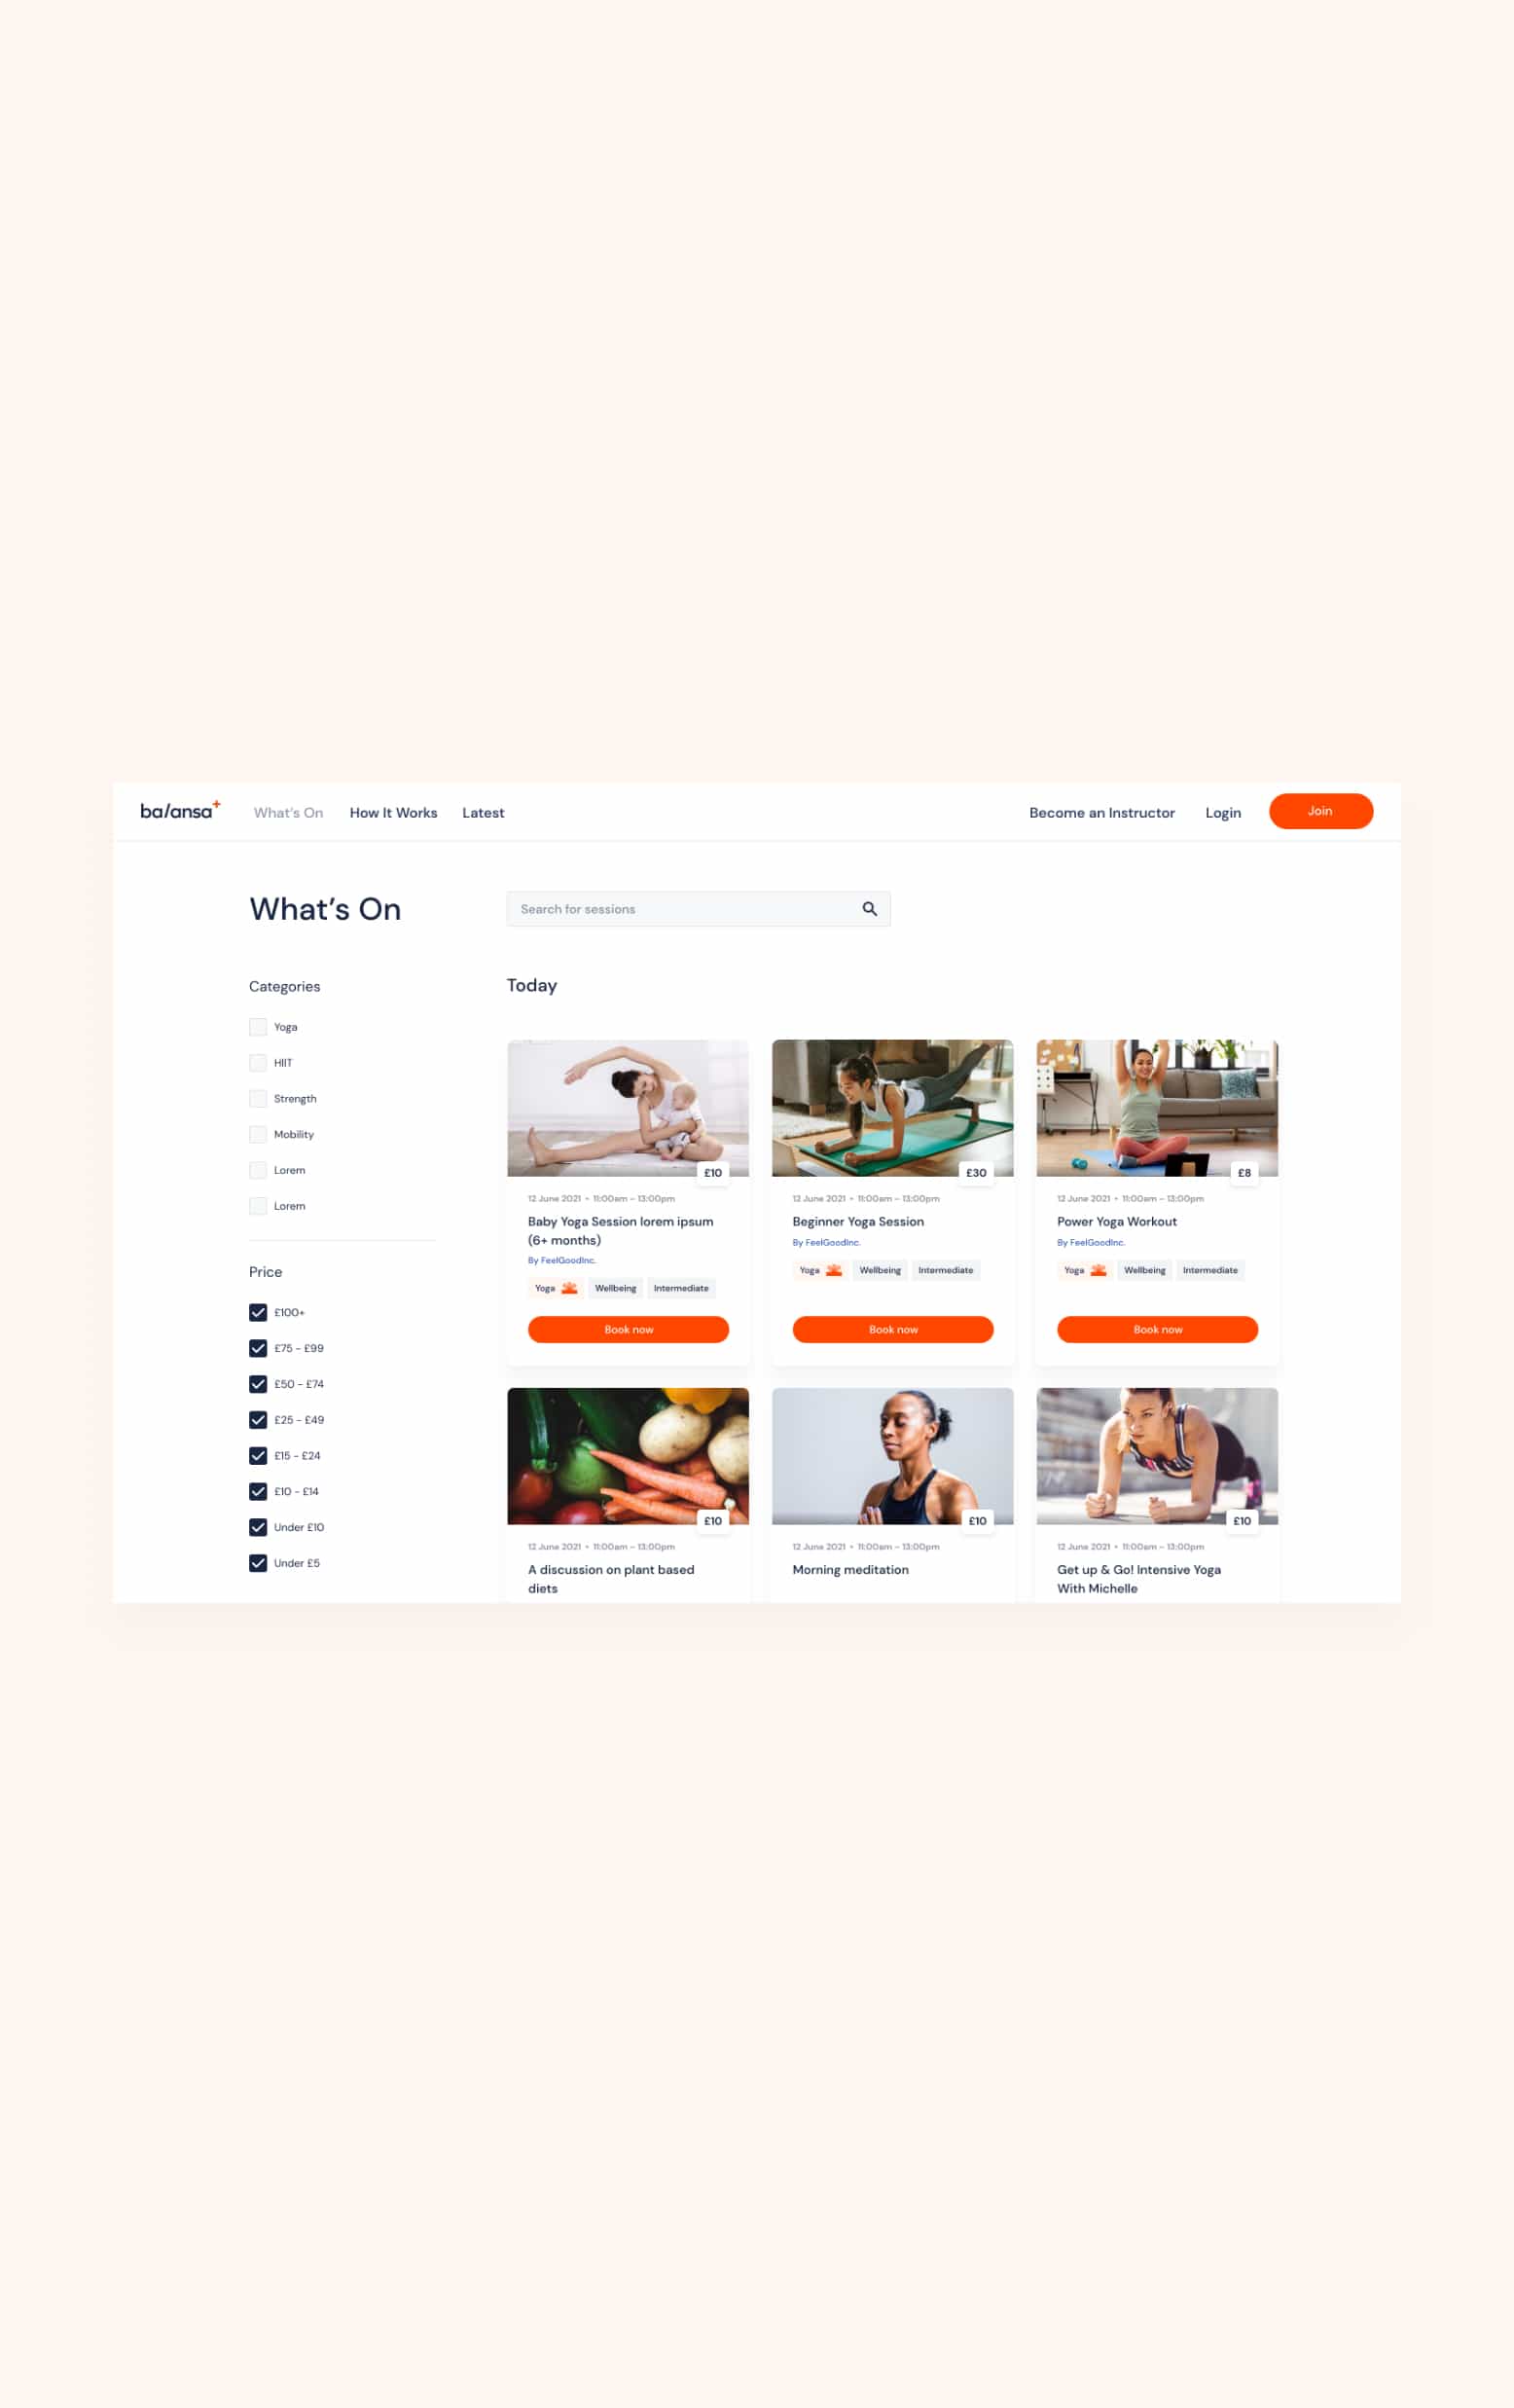 balansa+
What's On
How It Works
Latest
Become an Instructor
Login
Join
What's On
Search for sessions
Categories
Yoga
HIIT
Strength
Mobility
Lorem
Lorem
Price
£100+
£75 - £99
£50 - £74
£25 - £49
£15 - £24
£10 - £14
Under £10
Under £5
Today
£10
12 June 2021 • 11:00am – 13:00pm
Baby Yoga Session lorem ipsum
(6+ months)
By FeelGoodInc.
Yoga
Wellbeing
Intermediate
Book now
£30
12 June 2021 • 11:00am – 13:00pm
Beginner Yoga Session
By FeelGoodInc.
Yoga
Wellbeing
Intermediate
Book now
£8
12 June 2021 • 11:00am – 13:00pm
Power Yoga Workout
By FeelGoodInc.
Yoga
Wellbeing
Intermediate
Book now
£10
12 June 2021 • 11:00am – 13:00pm
A discussion on plant based
diets
£10
12 June 2021 • 11:00am – 13:00pm
Morning meditation
£10
12 June 2021 • 11:00am – 13:00pm
Get up & Go! Intensive Yoga
With Michelle